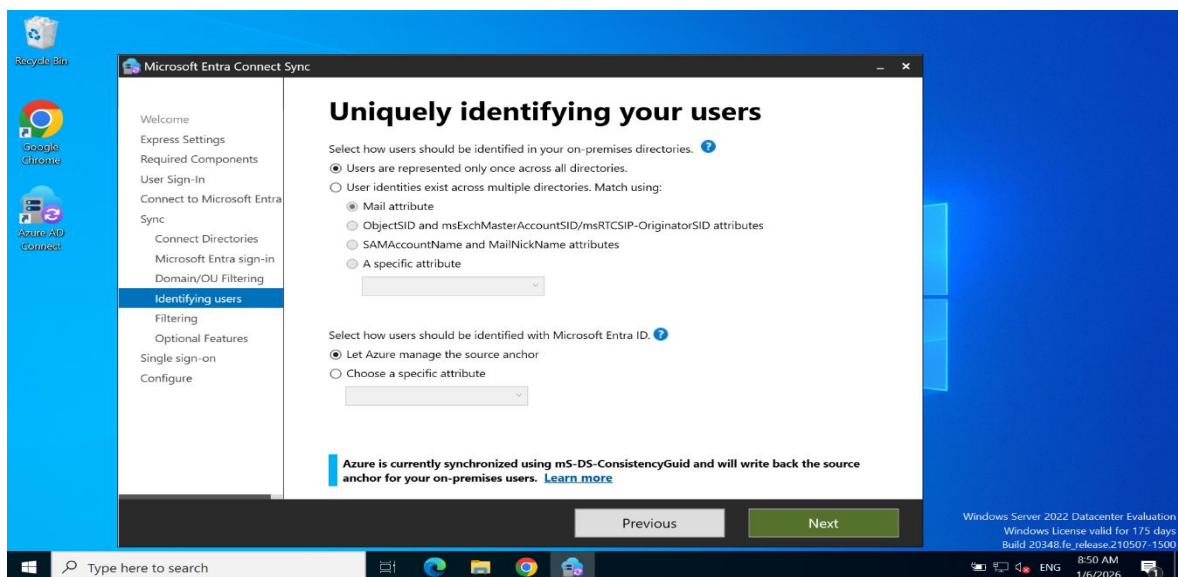 Recycle Bin
Google
Chrome
Azure AD
Connect
Microsoft Entra Connect Sync
Welcome
Express Settings
Required Components
User Sign-In
Connect to Microsoft Entra
Sync
Connect Directories
Microsoft Entra sign-in
Domain/OU Filtering
Identifying users
Filtering
Optional Features
Single sign-on
Configure
Uniquely identifying your users
Select how users should be identified in your on-premises directories. ?
Users are represented only once across all directories.
User identities exist across multiple directories. Match using:
Mail attribute
ObjectSID and msExchMasterAccountSID/msRTCSIP-OriginatorSID attributes
SAMAccountName and MailNickName attributes
A specific attribute
Select how users should be identified with Microsoft Entra ID. ?
Let Azure manage the source anchor
Choose a specific attribute
Azure is currently synchronized using mS-DS-ConsistencyGuid and will write back the source
anchor for your on-premises users. Learn more
Previous
Next
Windows Server 2022 Datacenter Evaluation
Windows License valid for 175 days
Build 20348.fe_release.210507-1500
Type here to search
ENG
8:50 AM
1/6/2026
1